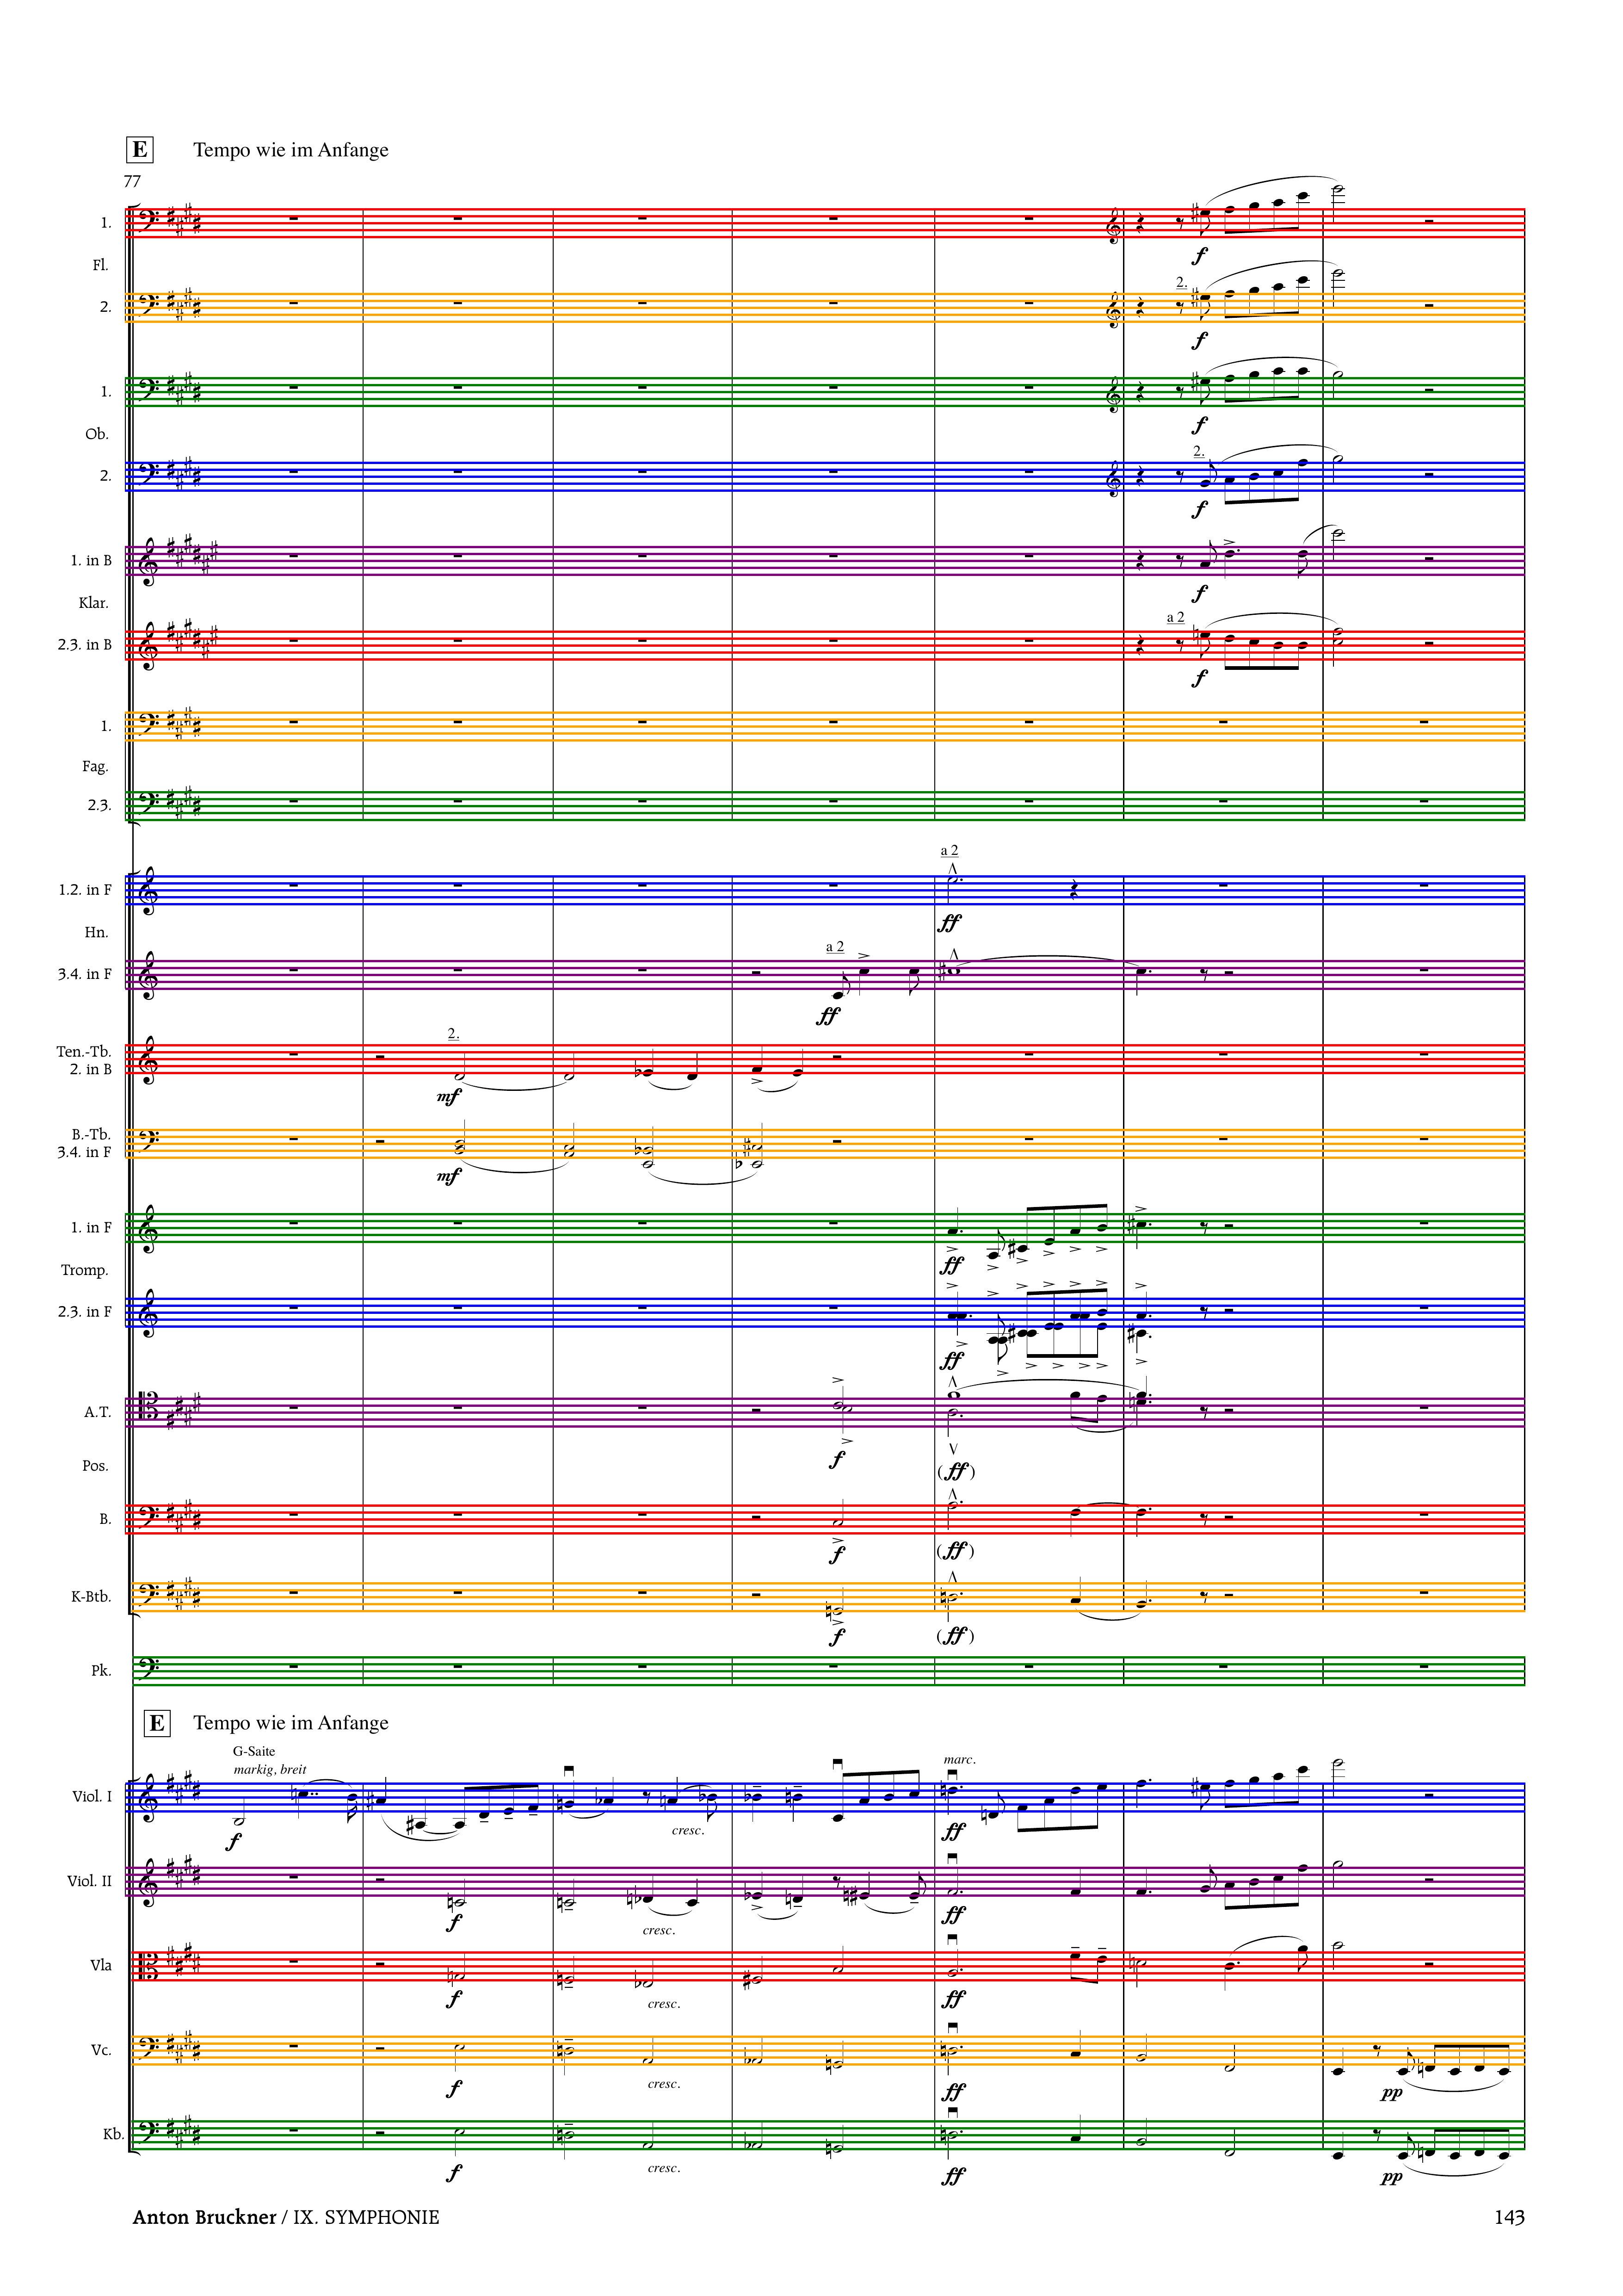 E Tempo wie im Anfange
77
1.
Fl.
2.
f
2.
f
1.
Ob.
2.
f
2.
f
1. in B
Klar.
2.3. in B
f
a 2
f
1.
Fag.
2.3.
a 2
1.2. in F
ff
Hn.
a 2
3.4. in F
ff
2.
Ten.-Tb.
2. in B
mf
B.-Tb.
3.4. in F
mf
1. in F
ff
Tromp.
2.3. in F
ff
A.T.
f
(ff)
Pos.
B.
f (ff)
K-Btb.
f (ff)
Pk.
E Tempo wie im Anfange
G-Saite
markig, breit
marc.
Viol. I
f cresc. ff
Viol. II
f cresc. ff
Vla
f cresc. ff
Vc.
f cresc. ff pp
Kb.
f cresc. ff pp
Anton Bruckner / IX. SYMPHONIE 143